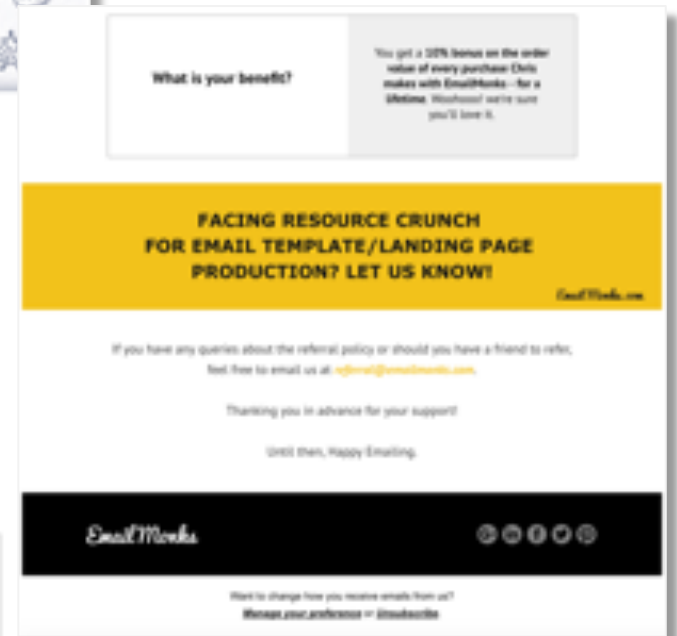 What is your benefit?
You get a 10% bonus on the order
value of every purchase Chris
makes with EmailMonks - for a
lifetime. Woohooo! we're sure
you'll love it.
FACING RESOURCE CRUNCH
FOR EMAIL TEMPLATE/LANDING PAGE
PRODUCTION? LET US KNOW!
EmailMonks.com
If you have any queries about the referral policy or should you have a friend to refer,
feel free to email us at referral@emailmonks.com.
Thanking you in advance for your support!
Until then, Happy Emailing.
EmailMonks
Want to change how you receive emails from us?
Manage your preference or Unsubscribe.